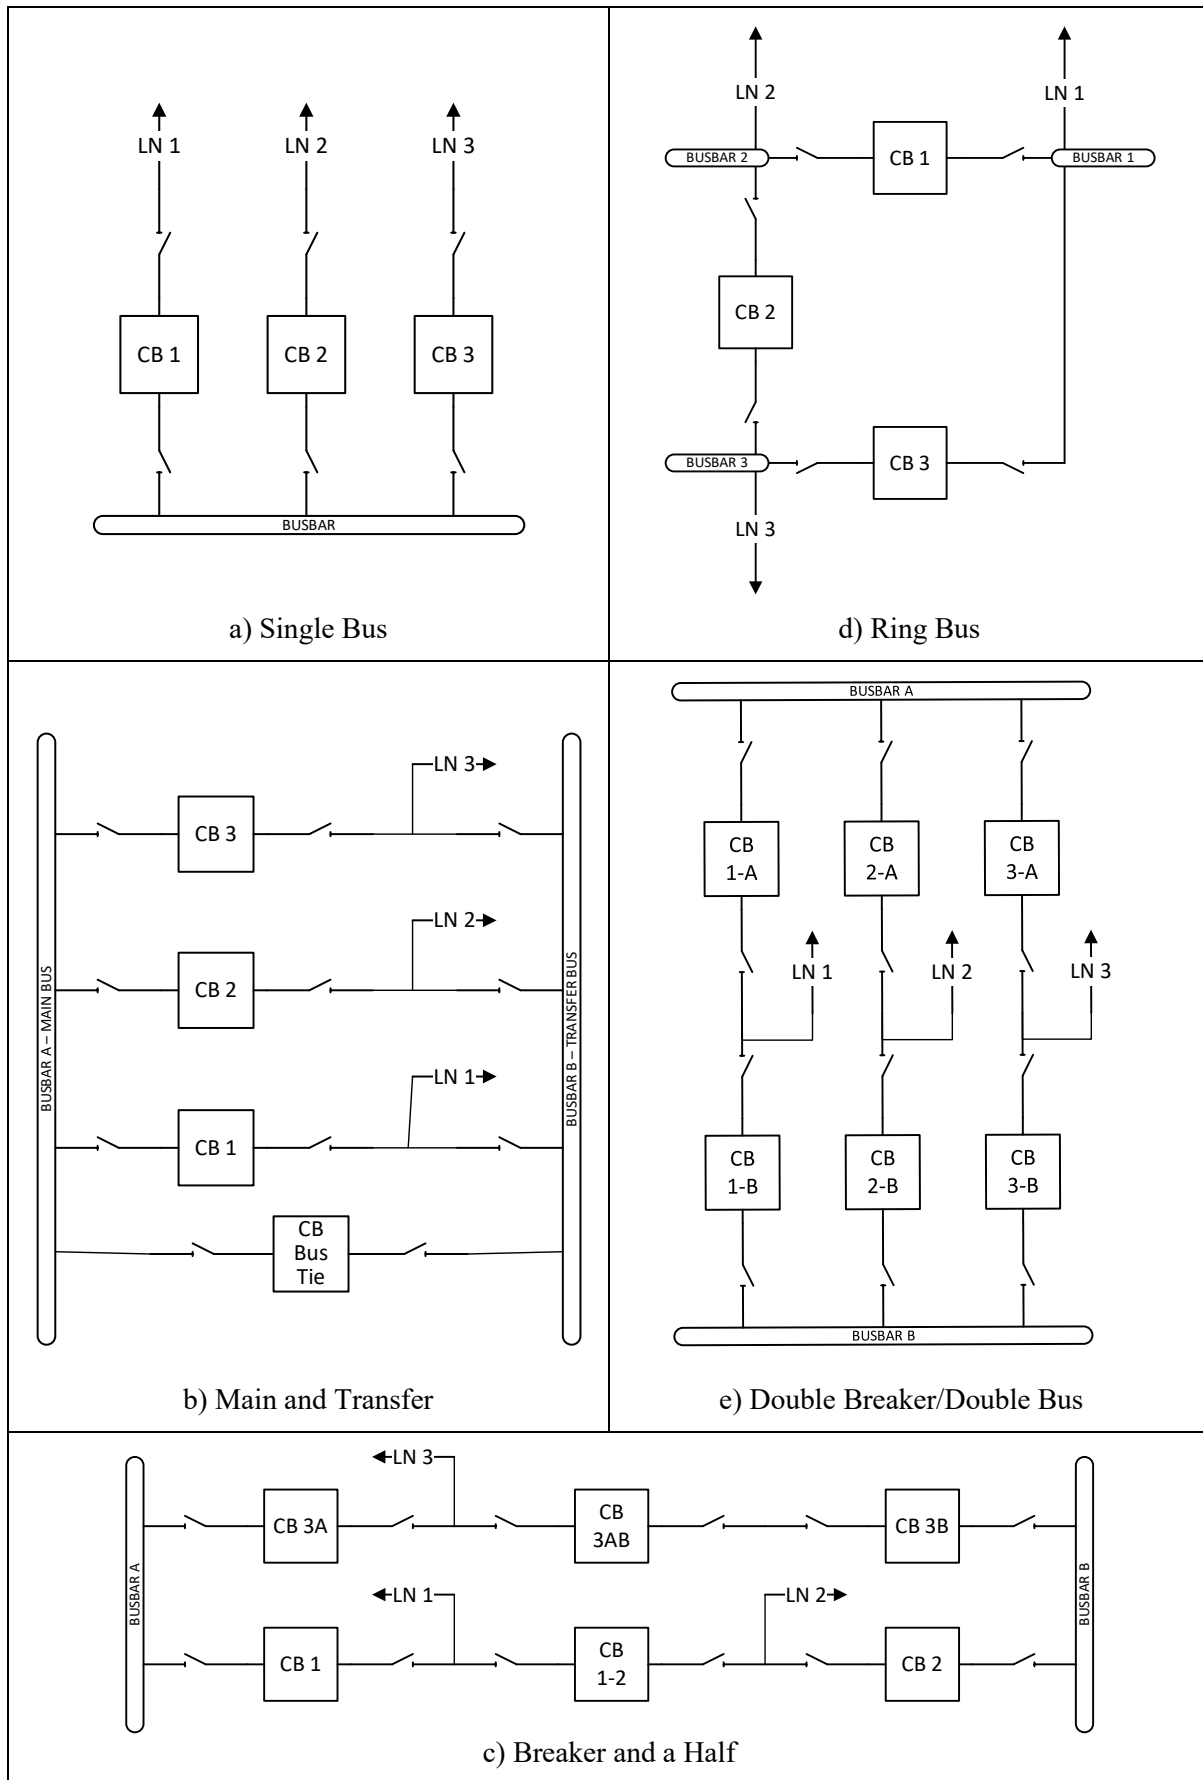 LN 1
LN 2
LN 3
CB 1
CB 2
CB 3
BUSBAR
a) Single Bus
LN 2
LN 1
BUSBAR 2
CB 1
BUSBAR 1
CB 2
BUSBAR 3
CB 3
LN 3
d) Ring Bus
BUSBAR A – MAIN BUS
LN 3
CB 3
LN 2
CB 2
LN 1
CB 1
CB
Bus
Tie
BUSBAR B – TRANSFER BUS
b) Main and Transfer
BUSBAR A
CB
1-A
CB
2-A
CB
3-A
LN 1
LN 2
LN 3
CB
1-B
CB
2-B
CB
3-B
BUSBAR B
e) Double Breaker/Double Bus
BUSBAR A
LN 3
CB 3A
CB
3AB
CB 3B
LN 1
LN 2
CB 1
CB
1-2
CB 2
BUSBAR B
c) Breaker and a Half